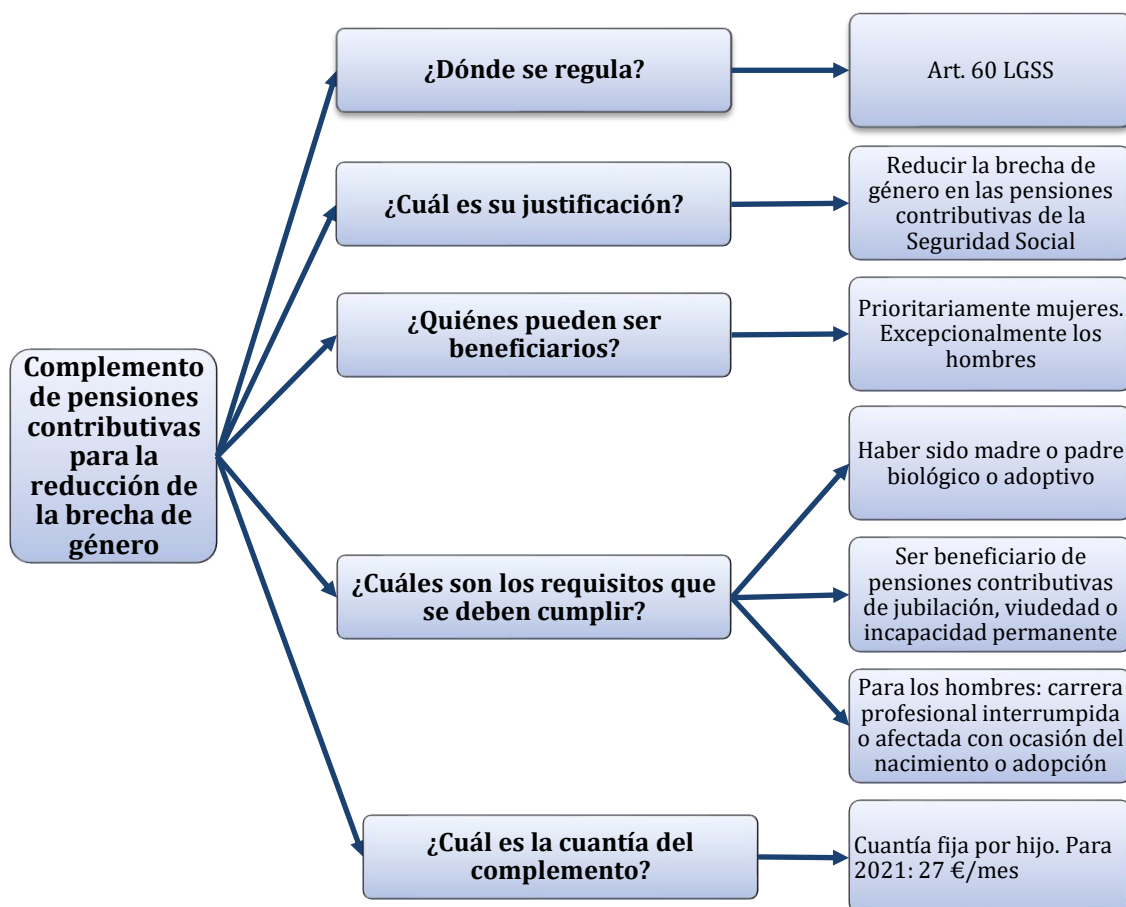 Complemento
de pensiones
contributivas
para la
reducción de
la brecha de
género
¿Dónde se regula?
Art. 60 LGSS
¿Cuál es su justificación?
Reducir la brecha de
género en las pensiones
contributivas de la
Seguridad Social
¿Quiénes pueden ser
beneficiarios?
Prioritariamente mujeres.
Excepcionalmente los
hombres
¿Cuáles son los requisitos que
se deben cumplir?
Haber sido madre o padre
biológico o adoptivo
Ser beneficiario de
pensiones contributivas
de jubilación, viudedad o
incapacidad permanente
Para los hombres: carrera
profesional interrumpida
o afectada con ocasión del
nacimiento o adopción
¿Cuál es la cuantía del
complemento?
Cuantía fija por hijo. Para
2021: 27 €/mes